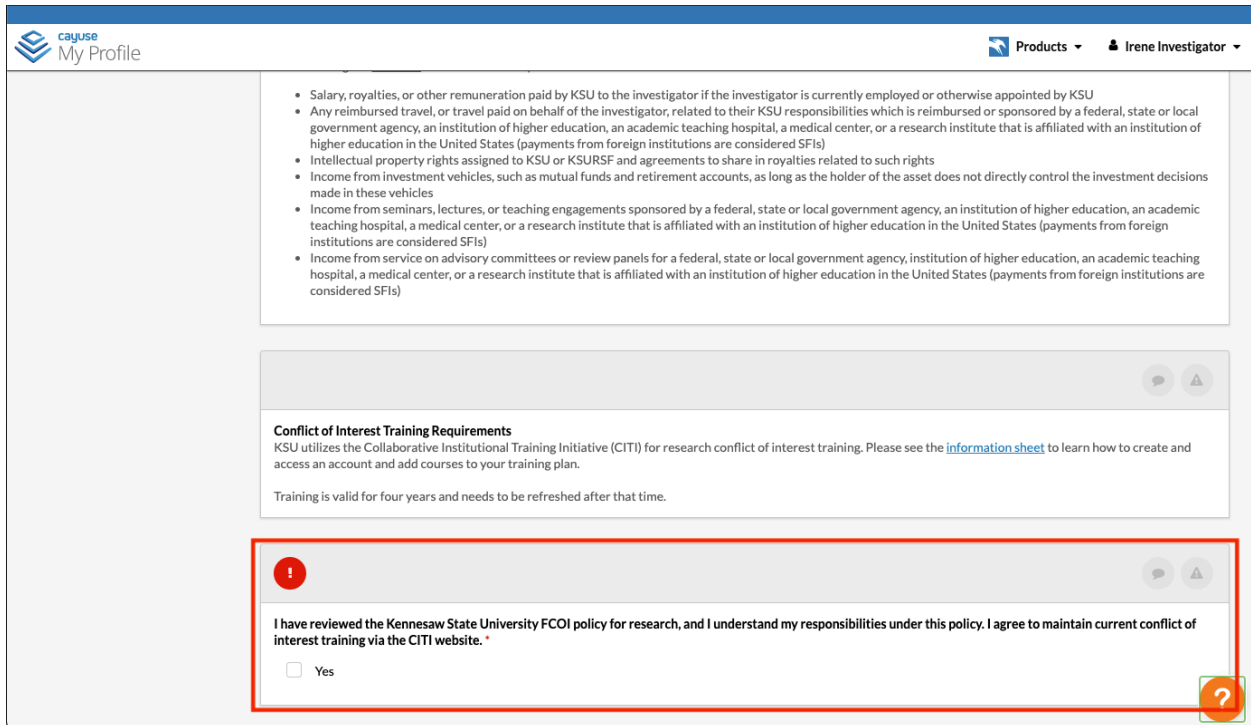 cayuse
My Profile
Products
Irene Investigator
• Salary, royalties, or other remuneration paid by KSU to the investigator if the investigator is currently employed or otherwise appointed by KSU
• Any reimbursed travel, or travel paid on behalf of the investigator, related to their KSU responsibilities which is reimbursed or sponsored by a federal, state or local
government agency, an institution of higher education, an academic teaching hospital, a medical center, or a research institute that is affiliated with an institution of
higher education in the United States (payments from foreign institutions are considered SFIs)
• Intellectual property rights assigned to KSU or KSURSF and agreements to share in royalties related to such rights
• Income from investment vehicles, such as mutual funds and retirement accounts, as long as the holder of the asset does not directly control the investment decisions
made in these vehicles
• Income from seminars, lectures, or teaching engagements sponsored by a federal, state or local government agency, an institution of higher education, an academic
teaching hospital, a medical center, or a research institute that is affiliated with an institution of higher education in the United States (payments from foreign
institutions are considered SFIs)
• Income from service on advisory committees or review panels for a federal, state or local government agency, institution of higher education, an academic teaching
hospital, a medical center, or a research institute that is affiliated with an institution of higher education in the United States (payments from foreign institutions are
considered SFIs)
Conflict of Interest Training Requirements
KSU utilizes the Collaborative Institutional Training Initiative (CITI) for research conflict of interest training. Please see the information sheet to learn how to create and
access an account and add courses to your training plan.
Training is valid for four years and needs to be refreshed after that time.
!
I have reviewed the Kennesaw State University FCOI policy for research, and I understand my responsibilities under this policy. I agree to maintain current conflict of
interest training via the CITI website. *
Yes
?